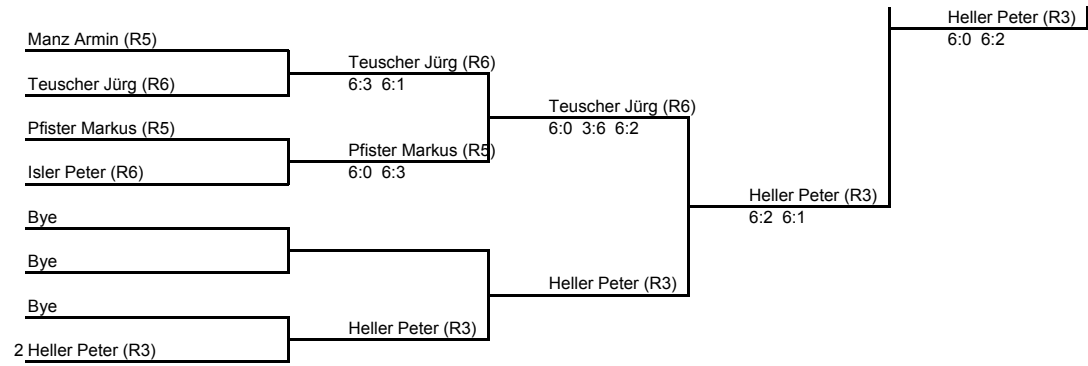 Heller Peter (R3)
6:0 6:2
Manz Armin (R5)
Teuscher Jürg (R6)
6:3 6:1
Teuscher Jürg (R6)
Teuscher Jürg (R6)
6:0 3:6 6:2
Pfister Markus (R5)
Pfister Markus (R5)
6:0 6:3
Isler Peter (R6)
Heller Peter (R3)
6:2 6:1
Bye
Bye
Heller Peter (R3)
Bye
Heller Peter (R3)
2 Heller Peter (R3)